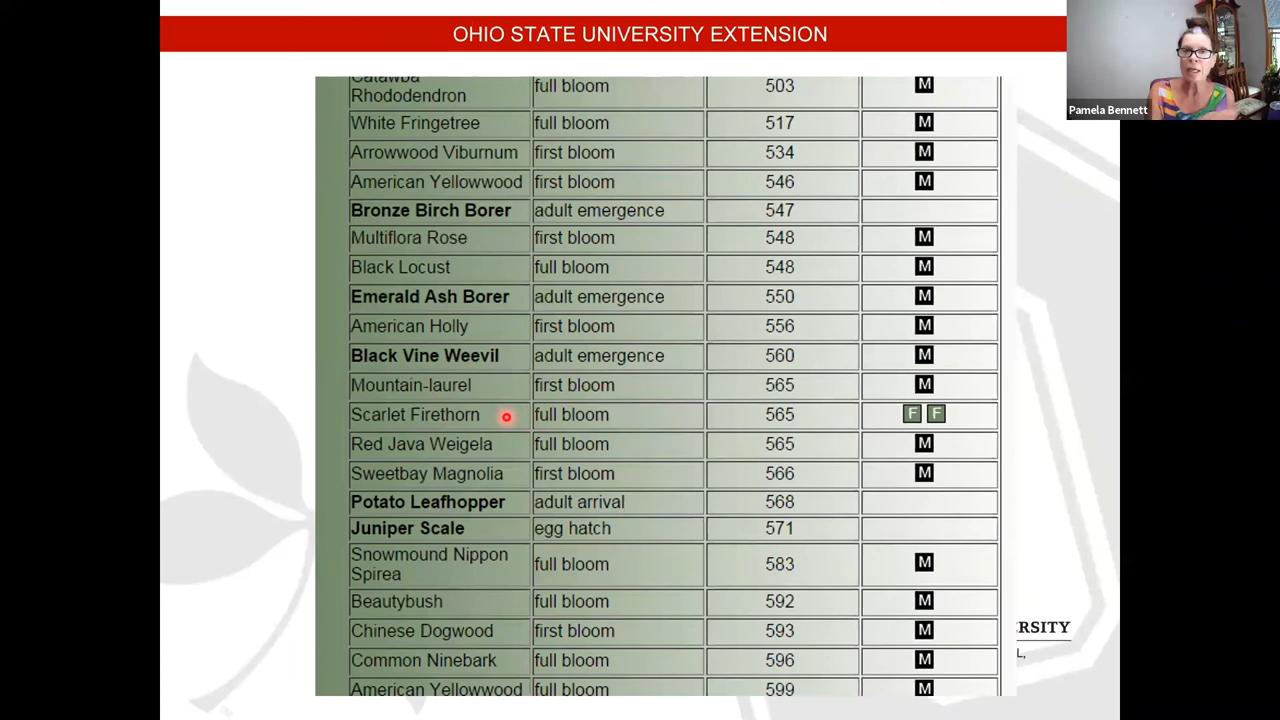 OHIO STATE UNIVERSITY EXTENSION
Pamela Bennett
Catawba
Rhododendron full bloom 503 M
White Fringetree full bloom 517 M
Arrowwood Viburnum first bloom 534 M
American Yellowwood first bloom 546 M
Bronze Birch Borer adult emergence 547
Multiflora Rose first bloom 548 M
Black Locust full bloom 548 M
Emerald Ash Borer adult emergence 550 M
American Holly first bloom 556 M
Black Vine Weevil adult emergence 560 M
Mountain-laurel first bloom 565 M
Scarlet Firethorn full bloom 565 F F
Red Java Weigela full bloom 565 M
Sweetbay Magnolia first bloom 566 M
Potato Leafhopper adult arrival 568
Juniper Scale egg hatch 571
Snowmound Nippon
Spirea full bloom 583 M
Beautybush full bloom 592 M
Chinese Dogwood first bloom 593 M
Common Ninebark full bloom 596 M
American Yellowwood full bloom 599 M
ERSITY
L,